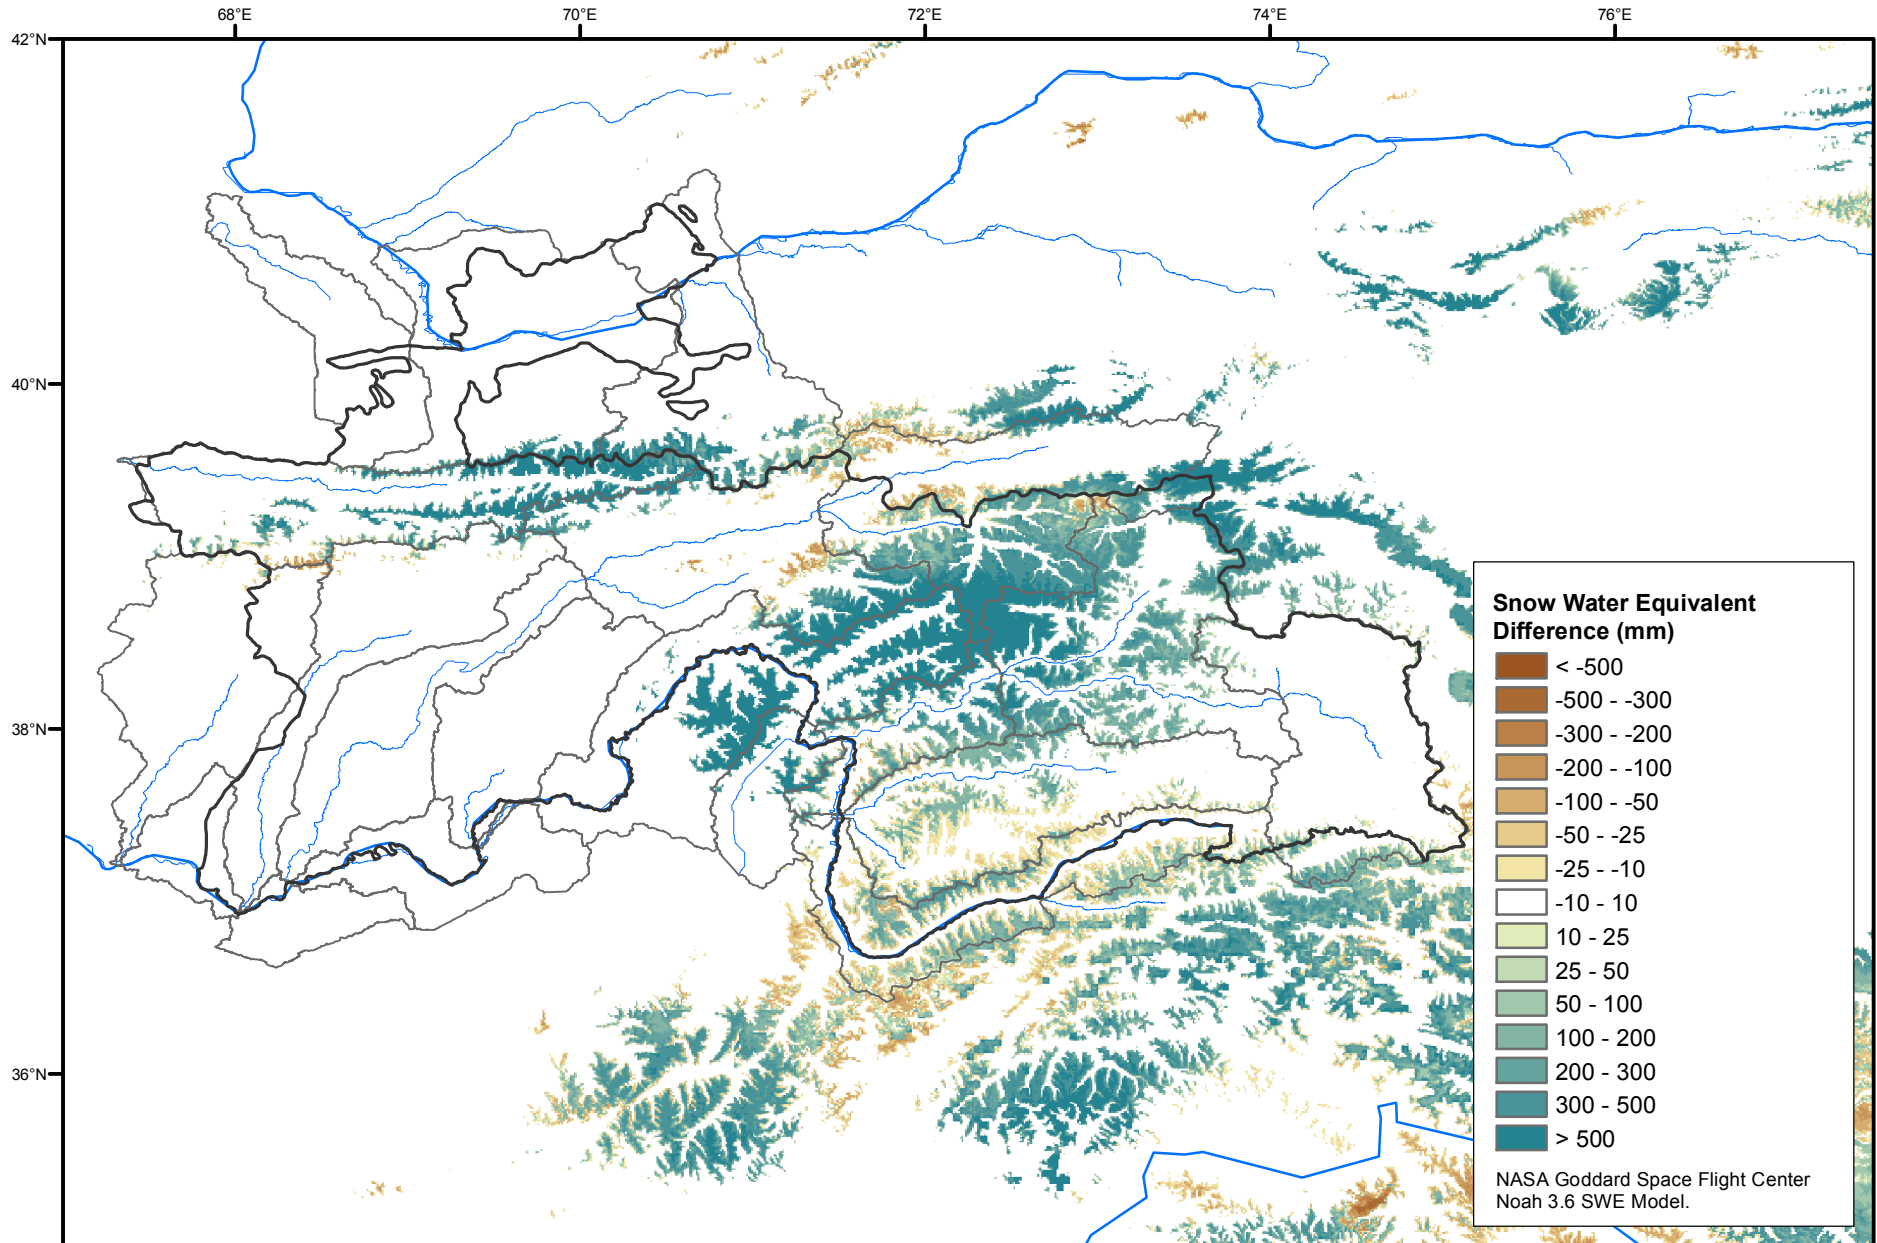 68°E
70°E
72°E
74°E
76°E
42°N
40°N
38°N
36°N
Snow Water Equivalent
Difference (mm)
< -500
-500 - -300
-300 - -200
-200 - -100
-100 - -50
-50 - -25
-25 - -10
-10 - 10
10 - 25
25 - 50
50 - 100
100 - 200
200 - 300
300 - 500
> 500
NASA Goddard Space Flight Center
Noah 3.6 SWE Model.